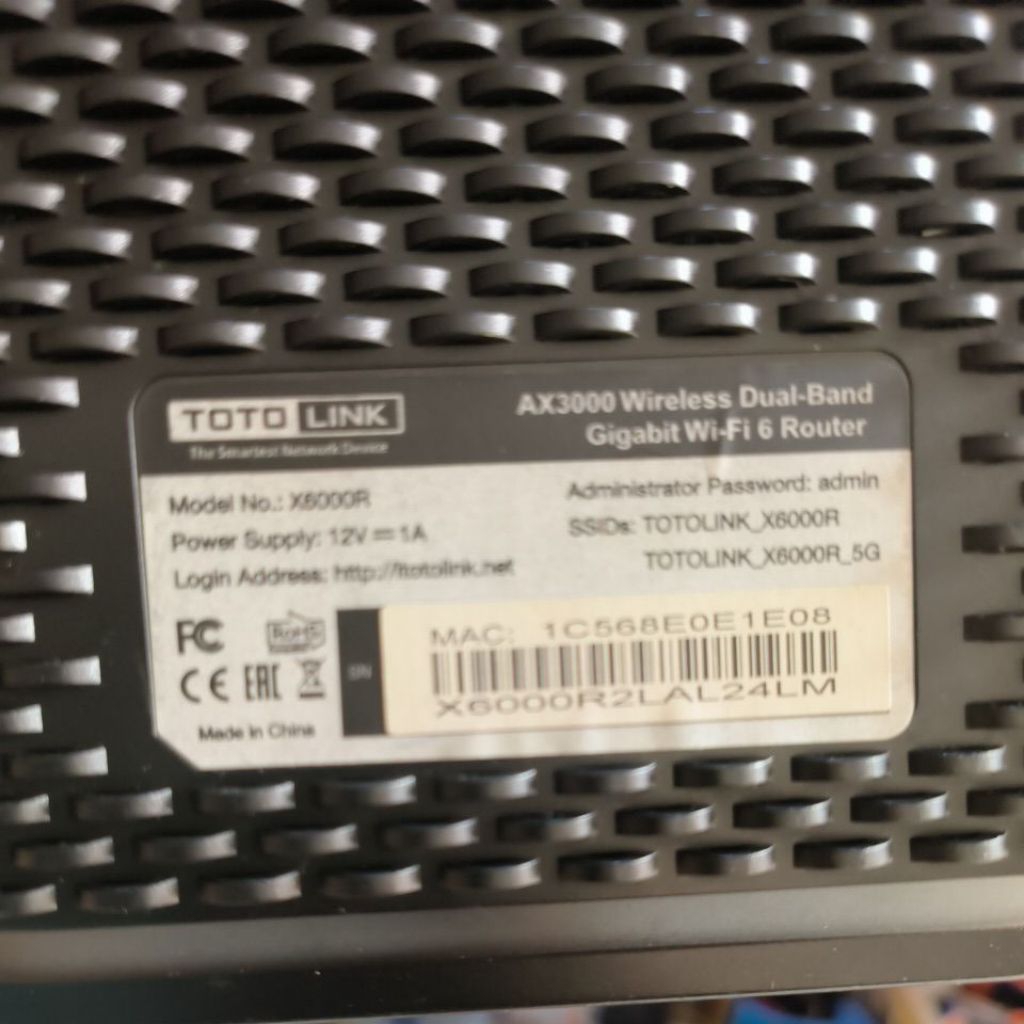 TOTO LINK
The Smartest Network Device
AX3000 Wireless Dual-Band
Gigabit Wi-Fi 6 Router
Model No.: X6000R
Power Supply: 12V⎓1A
Login Address: http://itotolink.net
Administrator Password: admin
SSIDs: TOTOLINK_X6000R
TOTOLINK_X6000R_5G
FC
RoHS
CE EAC
Made in China
SN
MAC: 1C568E0E1E08
X6000R2LAL24LM